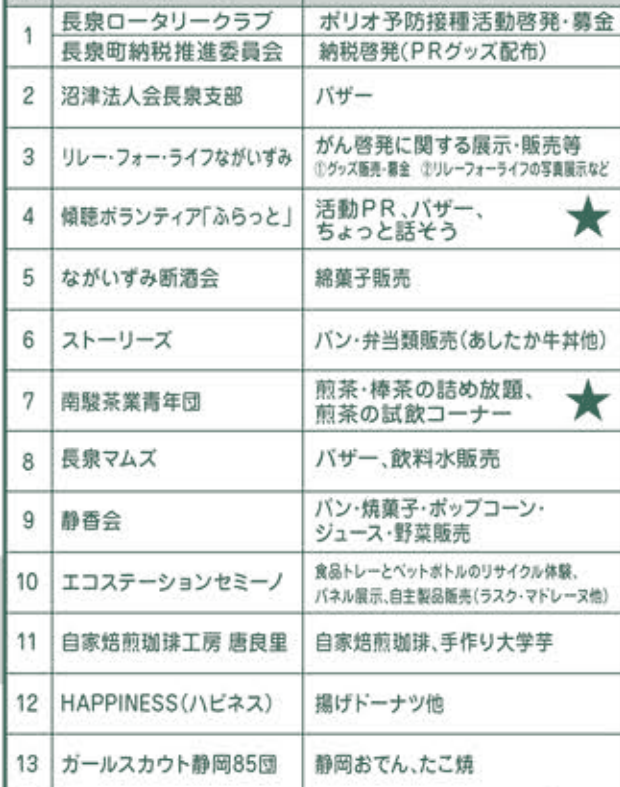 1
長泉ロータリークラブ ポリオ予防接種活動啓発・募金
長泉町納税推進委員会 納税啓発(PRグッズ配布)
2 沼津法人会長泉支部 バザー
3 リレー・フォー・ライフながいずみ がん啓発に関する展示・販売等
①グッズ販売・募金 ②リレーフォーライフの写真展示など
4 傾聴ボランティア「ふらっと」 活動PR、バザー、
ちょっと話そう ★
5 ながいずみ断酒会 綿菓子販売
6 ストーリーズ パン・弁当類販売(あしたか牛丼他)
7 南駿茶業青年団 煎茶・棒茶の詰め放題、
煎茶の試飲コーナー ★
8 長泉マムズ バザー、飲料水販売
9 静香会 パン・焼菓子・ポップコーン・
ジュース・野菜販売
10 エコステーションセミーノ 食品トレーとペットボトルのリサイクル体験、
パネル展示、自主製品販売(ラスク・マドレーヌ他)
11 自家焙煎珈琲工房 唐良里 自家焙煎珈琲、手作り大学芋
12 HAPPINESS(ハピネス) 揚げドーナツ他
13 ガールスカウト静岡85団 静岡おでん、たこ焼